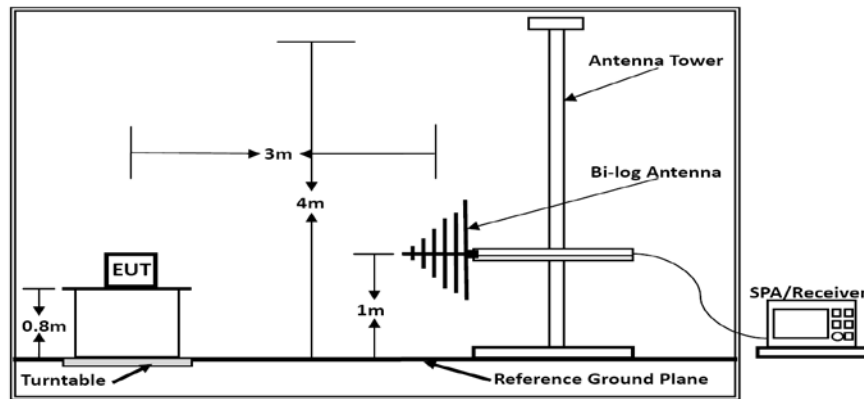 Antenna Tower
3m
Bi-log Antenna
4m
EUT
SPA/Receiver
0.8m
1m
Turntable
Reference Ground Plane